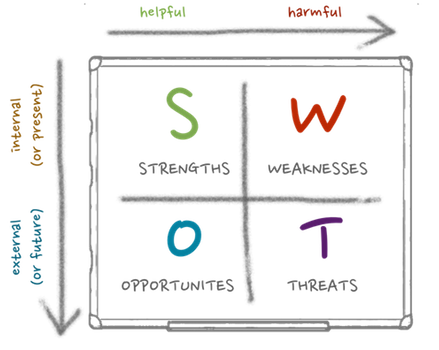 helpful harmful
internal
(or present)
S W
STRENGTHS WEAKNESSES
external
(or future)
O T
OPPORTUNITES THREATS